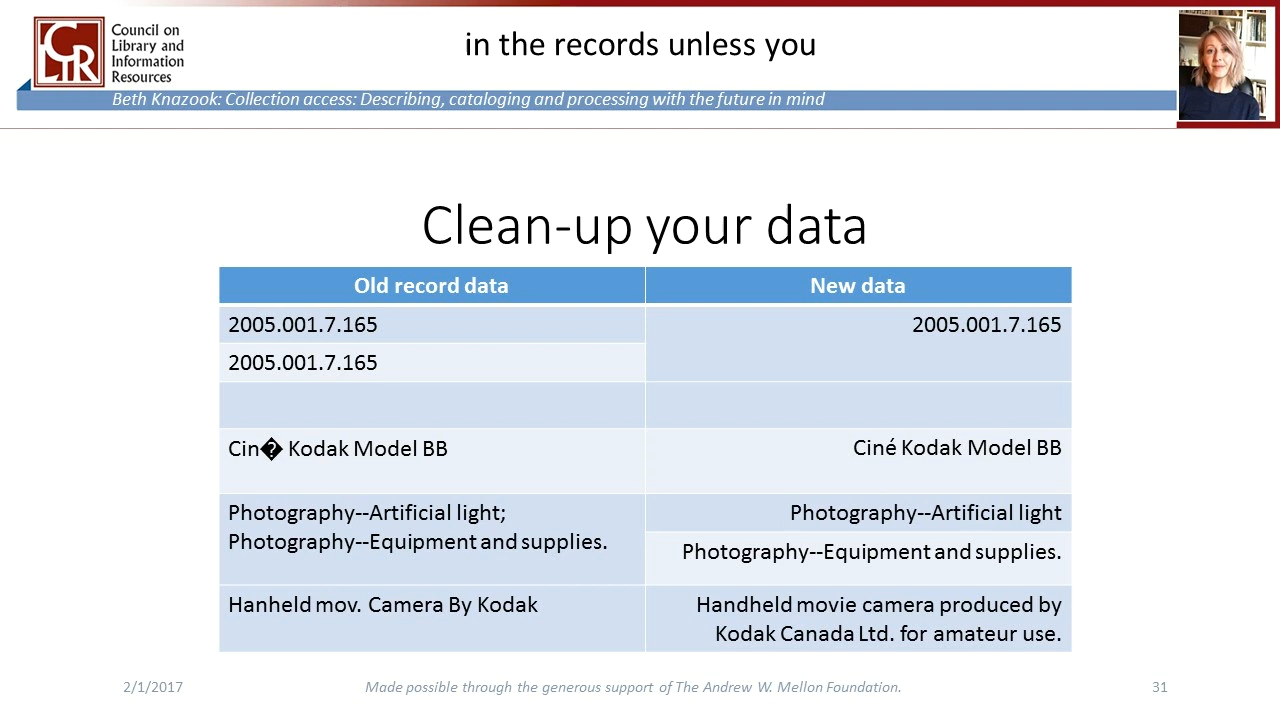 CLIR
Council on
Library and
Information
Resources
in the records unless you
Beth Knazook: Collection access: Describing, cataloging and processing with the future in mind
Clean-up your data
Old record data
New data
2005.001.7.165
2005.001.7.165
2005.001.7.165
Cin� Kodak Model BB
Ciné Kodak Model BB
Photography--Artificial light;
Photography--Equipment and supplies.
Photography--Artificial light
Photography--Equipment and supplies.
Hanheld mov. Camera By Kodak
Handheld movie camera produced by
Kodak Canada Ltd. for amateur use.
2/1/2017
Made possible through the generous support of The Andrew W. Mellon Foundation.
31